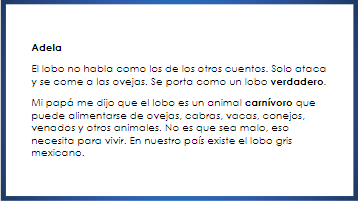 Adela
El lobo no habla como los de los otros cuentos. Solo ataca
y se come a las ovejas. Se porta como un lobo verdadero.
Mi papá me dijo que el lobo es un animal carnívoro que
puede alimentarse de ovejas, cabras, vacas, conejos,
venados y otros animales. No es que sea malo, eso
necesita para vivir. En nuestro país existe el lobo gris
mexicano.